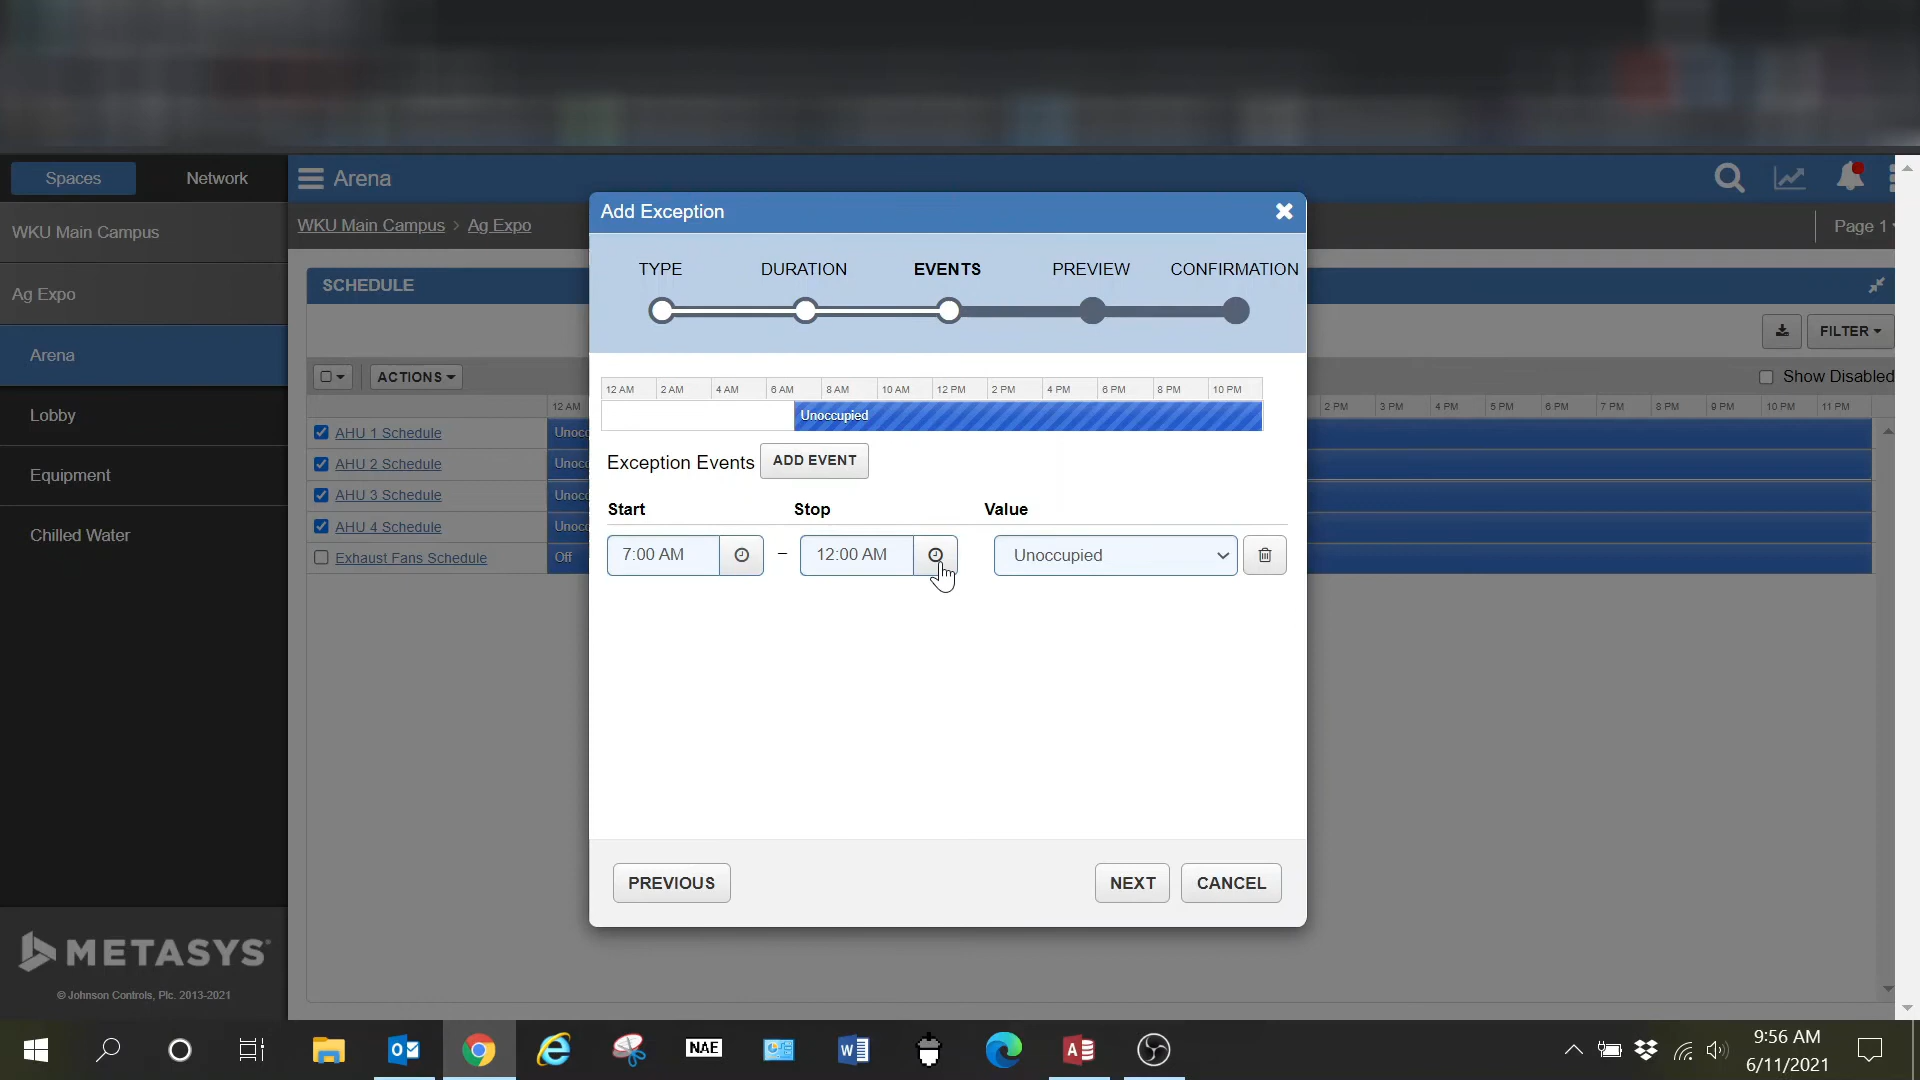 Spaces Network
Arena
WKU Main Campus
Ag Expo
Arena
Lobby
Equipment
Chilled Water
METASYS
© Johnson Controls, Plc. 2013-2021
WKU Main Campus > Ag Expo
Page 1
SCHEDULE
FILTER
ACTIONS
Show Disabled
12 AM 2 PM 3 PM 4 PM 5 PM 6 PM 7 PM 8 PM 9 PM 10 PM 11 PM
AHU 1 Schedule Unoc
AHU 2 Schedule Unoc
AHU 3 Schedule Unoc
AHU 4 Schedule Unoc
Exhaust Fans Schedule Off
Add Exception
TYPE DURATION EVENTS PREVIEW CONFIRMATION
12 AM 2 AM 4 AM 6 AM 8 AM 10 AM 12 PM 2 PM 4 PM 6 PM 8 PM 10 PM
Unoccupied
Exception Events ADD EVENT
Start Stop Value
7:00 AM – 12:00 AM Unoccupied
PREVIOUS NEXT CANCEL
NAE
9:56 AM
6/11/2021